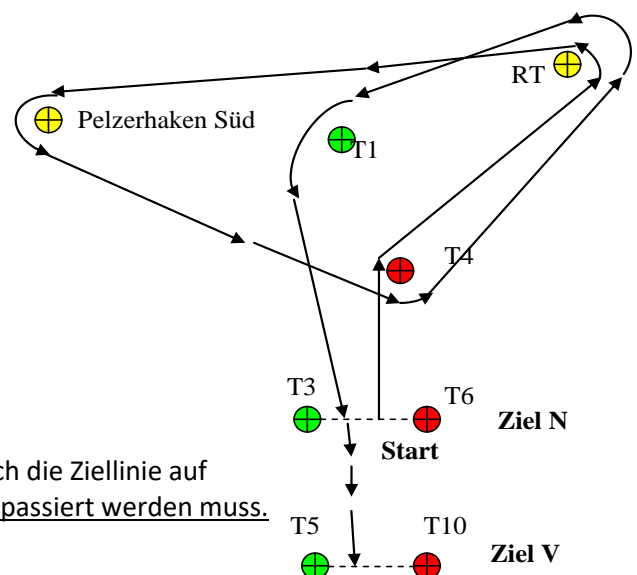 RT
Pelzerhaken Süd
T1
T4
T3
T6
Ziel N
Start
ch die Ziellinie auf
passiert werden muss.
T5
T10
Ziel V